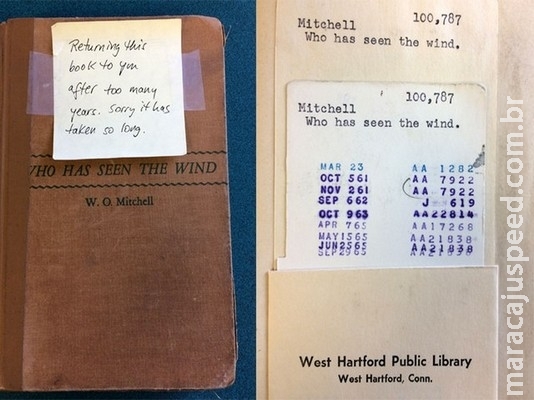 Returning this
book to you
after too many
years. Sorry it has
taken so long.
WHO HAS SEEN THE WIND
W. O. Mitchell
Mitchell 100,787
Who has seen the wind.
Mitchell 100,787
Who has seen the wind.
MAR 23 AA 1282
OCT 561 AA 7922
NOV 261 AA 7922
SEP 662 J 619
OCT 963 AA22814
APR 765 AA17268
MAY1565 AA21838
JUN2565 AA21838
SEP2965
West Hartford Public Library
West Hartford, Conn.
maracajuspeed.com.br